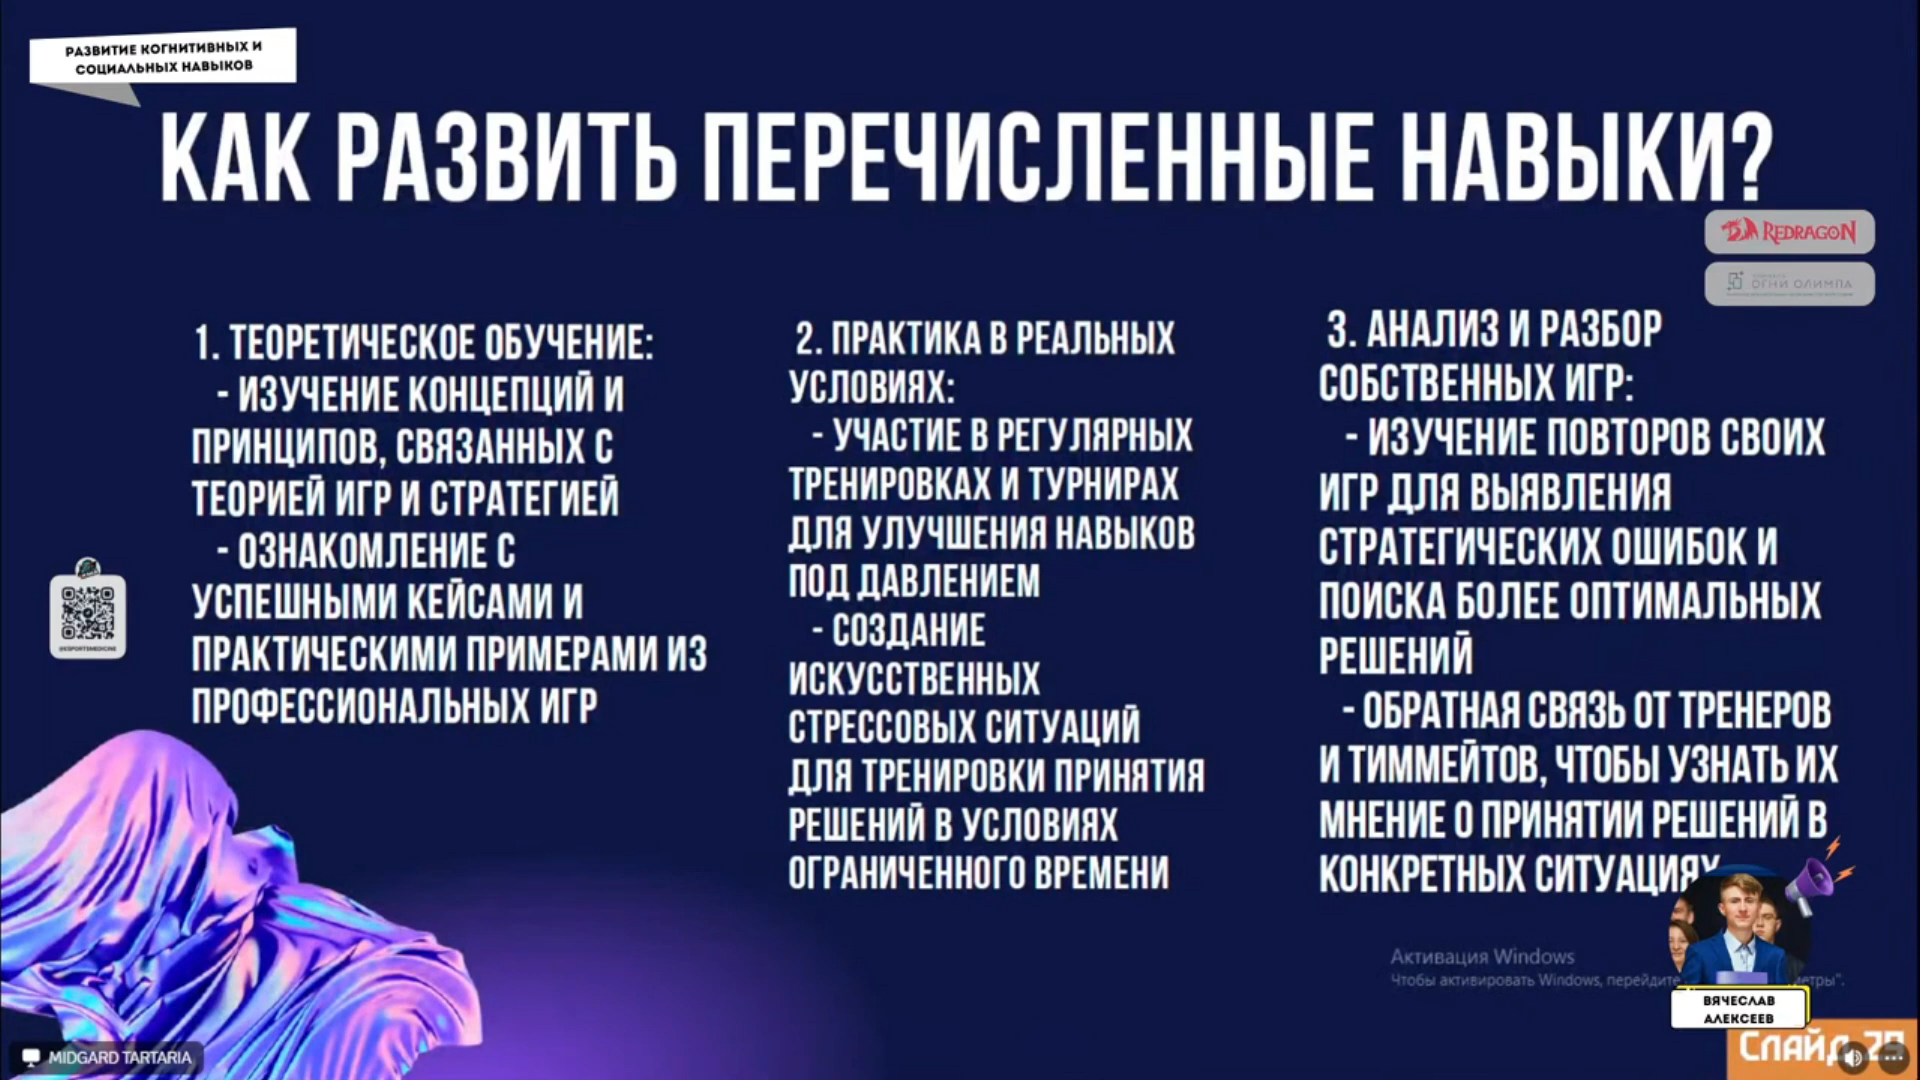 РАЗВИТИЕ КОГНИТИВНЫХ И
СОЦИАЛЬНЫХ НАВЫКОВ
КАК РАЗВИТЬ ПЕРЕЧИСЛЕННЫЕ НАВЫКИ?
REDRAGON
ОГНИ ОЛИМПА
1. ТЕОРЕТИЧЕСКОЕ ОБУЧЕНИЕ:
- ИЗУЧЕНИЕ КОНЦЕПЦИЙ И
ПРИНЦИПОВ, СВЯЗАННЫХ С
ТЕОРИЕЙ ИГР И СТРАТЕГИЕЙ
- ОЗНАКОМЛЕНИЕ С
УСПЕШНЫМИ КЕЙСАМИ И
ПРАКТИЧЕСКИМИ ПРИМЕРАМИ ИЗ
ПРОФЕССИОНАЛЬНЫХ ИГР
2. ПРАКТИКА В РЕАЛЬНЫХ
УСЛОВИЯХ:
- УЧАСТИЕ В РЕГУЛЯРНЫХ
ТРЕНИРОВКАХ И ТУРНИРАХ
ДЛЯ УЛУЧШЕНИЯ НАВЫКОВ
ПОД ДАВЛЕНИЕМ
- СОЗДАНИЕ
ИСКУССТВЕННЫХ
СТРЕССОВЫХ СИТУАЦИЙ
ДЛЯ ТРЕНИРОВКИ ПРИНЯТИЯ
РЕШЕНИЙ В УСЛОВИЯХ
ОГРАНИЧЕННОГО ВРЕМЕНИ
3. АНАЛИЗ И РАЗБОР
СОБСТВЕННЫХ ИГР:
- ИЗУЧЕНИЕ ПОВТОРОВ СВОИХ
ИГР ДЛЯ ВЫЯВЛЕНИЯ
СТРАТЕГИЧЕСКИХ ОШИБОК И
ПОИСКА БОЛЕЕ ОПТИМАЛЬНЫХ
РЕШЕНИЙ
- ОБРАТНАЯ СВЯЗЬ ОТ ТРЕНЕРОВ
И ТИММЕЙТОВ, ЧТОБЫ УЗНАТЬ ИХ
МНЕНИЕ О ПРИНЯТИИ РЕШЕНИЙ В
КОНКРЕТНЫХ СИТУАЦИЯХ
@ESPORTSMEDICINE
Активация Windows
Чтобы активировать Windows, перейдите
ВЯЧЕСЛАВ
АЛЕКСЕЕВ
MIDGARD TARTARIA
Слайд